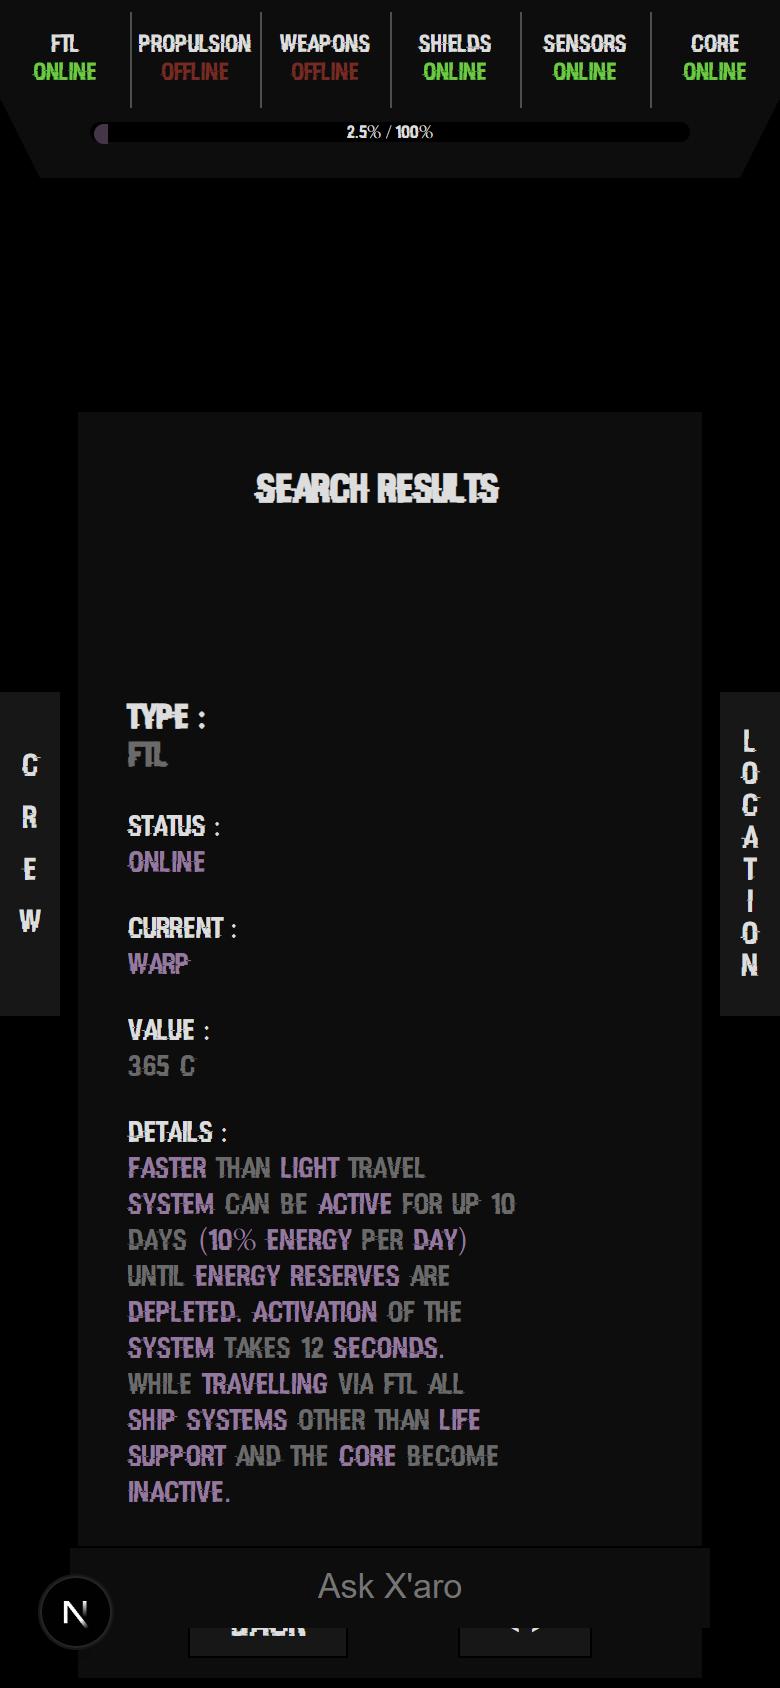 FTL PROPULSION WEAPONS SHIELDS SENSORS CORE
ONLINE OFFLINE OFFLINE ONLINE ONLINE ONLINE
2.5% / 100%
SEARCH RESULTS
TYPE :
FTL
STATUS :
ONLINE
CURRENT :
WARP
VALUE :
365 C
DETAILS :
FASTER THAN LIGHT TRAVEL
SYSTEM CAN BE ACTIVE FOR UP 10
DAYS (10% ENERGY PER DAY)
UNTIL ENERGY RESERVES ARE
DEPLETED. ACTIVATION OF THE
SYSTEM TAKES 12 SECONDS.
WHILE TRAVELLING VIA FTL ALL
SHIP SYSTEMS OTHER THAN LIFE
SUPPORT AND THE CORE BECOME
INACTIVE.
CREW
LOCATION
Ask X'aro
N
BACK